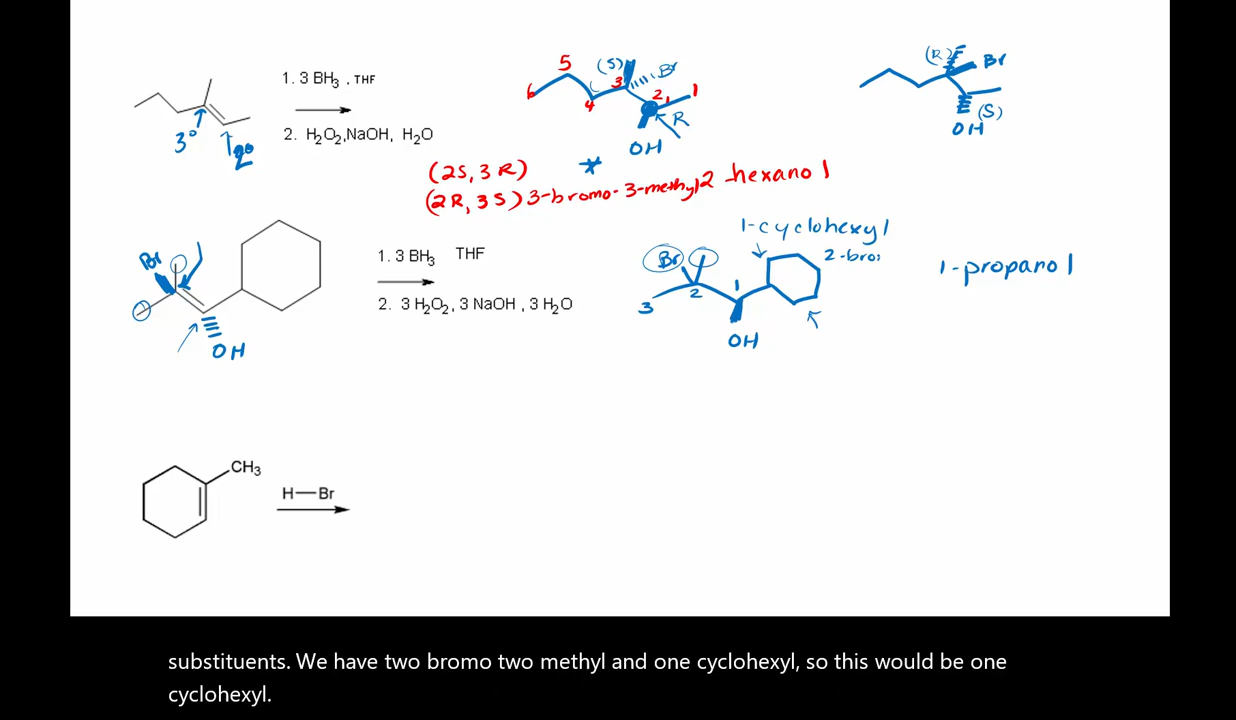 1. 3 BH3 . THF
2. H2O2,NaOH, H2O
3°
2°
6
5
4
3
2
1
(S)
Br
R
OH
(R)
Br
(S)
OH
(2S, 3R)
*
(2R, 3S) 3-bromo-3-methyl 2-hexanol
Br
OH
1. 3 BH3 THF
2. 3 H2O2, 3 NaOH , 3 H2O
1-cyclohexyl
2-bro
Br
3
2
1
OH
1-propanol
CH3
H—Br
substituents. We have two bromo two methyl and one cyclohexyl, so this would be one
cyclohexyl.